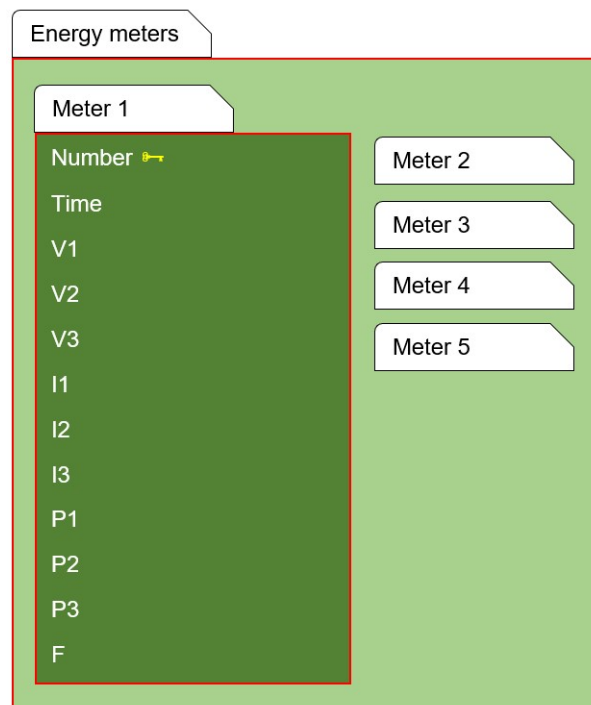 Energy meters
Meter 1
Number
Time
V1
V2
V3
I1
I2
I3
P1
P2
P3
F
Meter 2
Meter 3
Meter 4
Meter 5